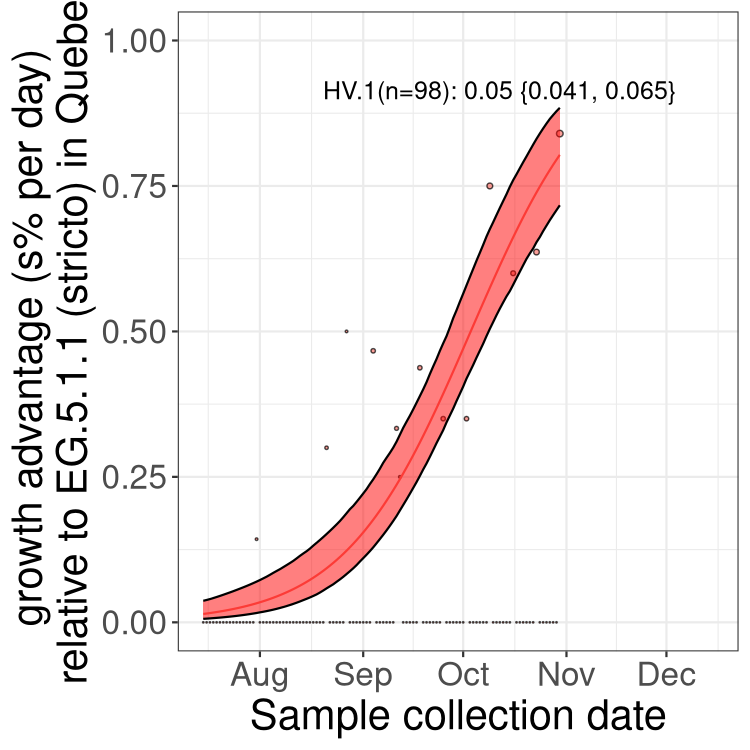 HV.1(n=98): 0.05 {0.041, 0.065}
1.00
0.75
0.50
0.25
0.00
growth advantage (s% per day)
relative to EG.5.1.1 (stricto) in Quebe
Aug Sep Oct Nov Dec
Sample collection date